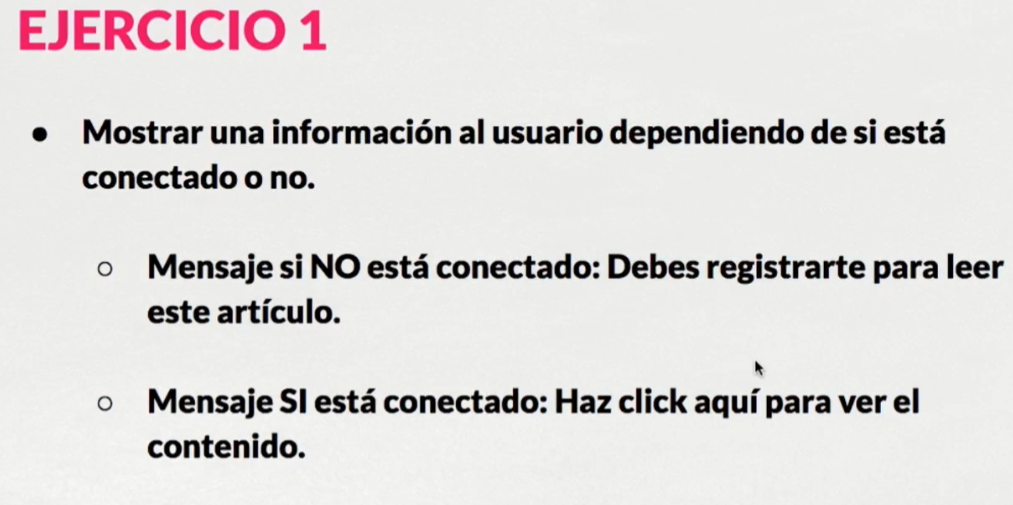 EJERCICIO 1
● Mostrar una información al usuario dependiendo de si está
conectado o no.
○ Mensaje si NO está conectado: Debes registrarte para leer
este artículo.
○ Mensaje SI está conectado: Haz click aquí para ver el
contenido.